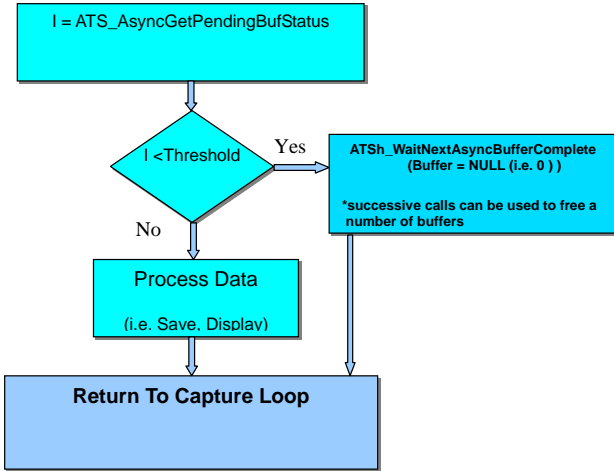 I = ATS_AsyncGetPendingBufStatus
I <Threshold
Yes
ATSh_WaitNextAsyncBufferComplete
(Buffer = NULL (i.e. 0 ) )
*successive calls can be used to free a
number of buffers
No
Process Data
(i.e. Save, Display)
Return To Capture Loop